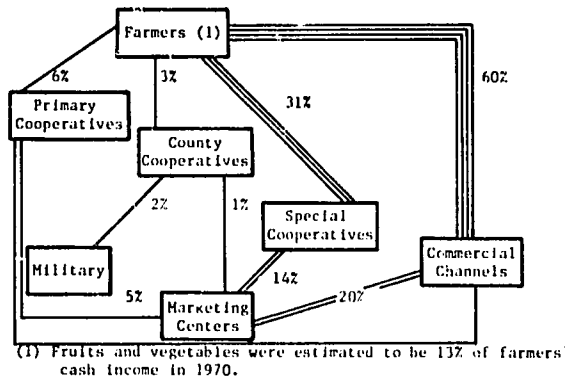 Farmers (1)
6%
3%
31%
60%
Primary
Cooperatives
County
Cooperatives
2%
1%
Special
Cooperatives
Military
5%
14%
20%
Commercial
Channels
Marketing
Centers
(1) Fruits and vegetables were estimated to be 13% of farmers'
cash income in 1970.